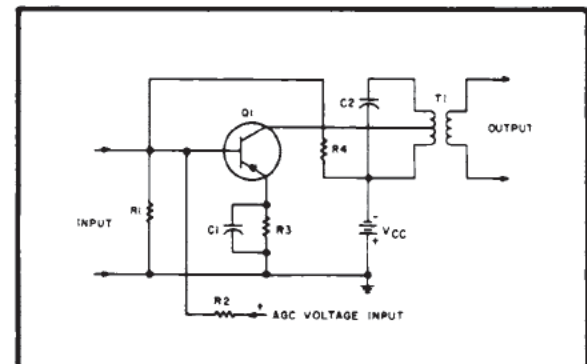 T1
Q1
C2
R4
OUTPUT
R1
C1
R3
-
+
VCC
INPUT
R2
+
AGC VOLTAGE INPUT